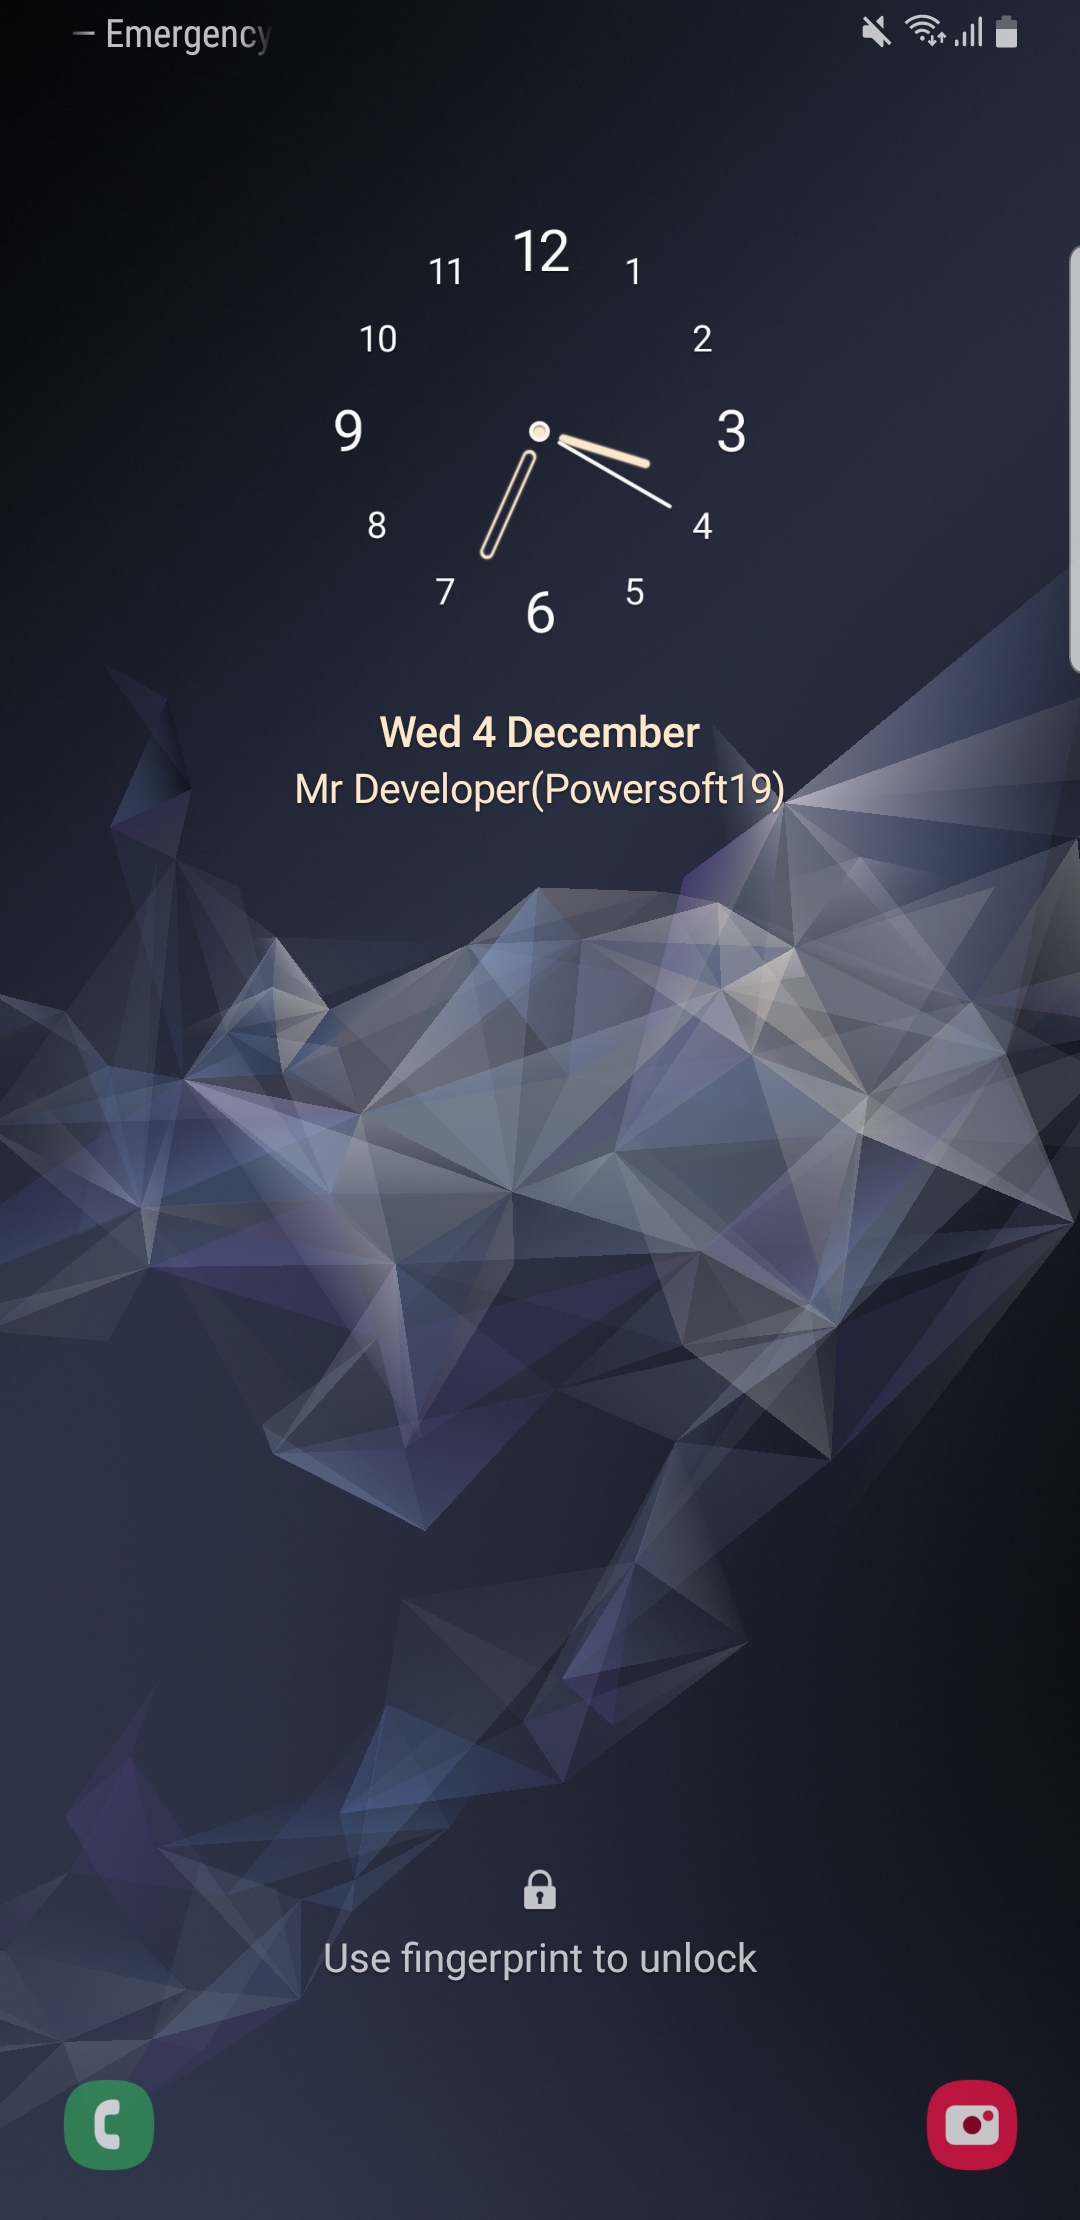 — Emergency
12
11 1
10 2
9 3
8 4
7 5
6
Wed 4 December
Mr Developer(Powersoft19)
Use fingerprint to unlock